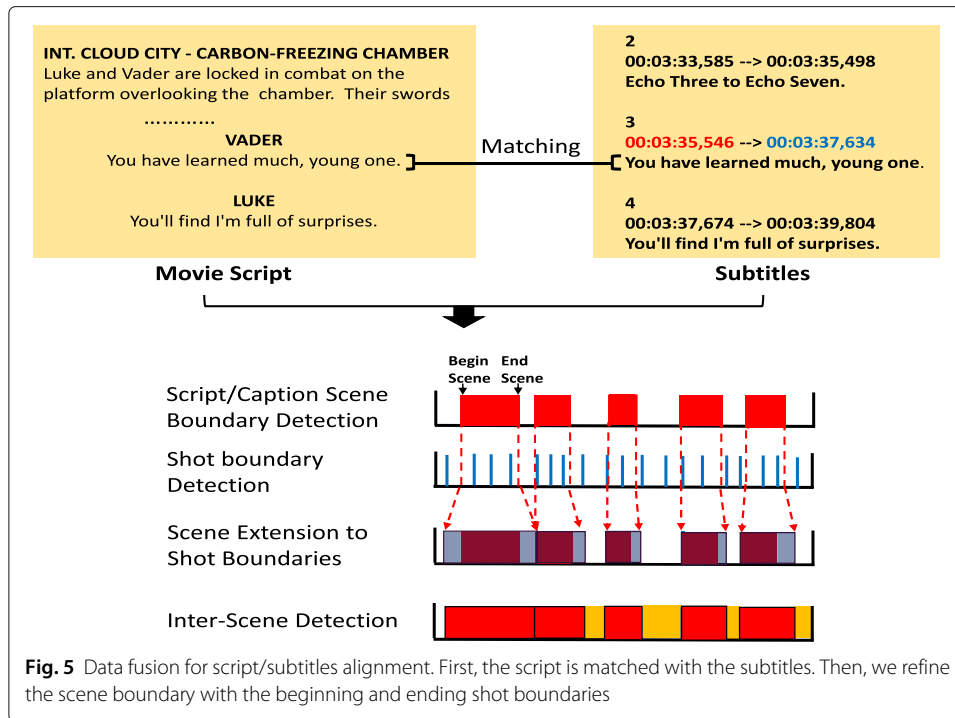 INT. CLOUD CITY - CARBON-FREEZING CHAMBER
Luke and Vader are locked in combat on the
platform overlooking the chamber. Their swords
............
VADER
You have learned much, young one.
LUKE
You'll find I'm full of surprises.
Movie Script
Matching
2
00:03:33,585 --> 00:03:35,498
Echo Three to Echo Seven.
3
00:03:35,546 --> 00:03:37,634
You have learned much, young one.
4
00:03:37,674 --> 00:03:39,804
You'll find I'm full of surprises.
Subtitles
Begin
Scene
End
Scene
Script/Caption Scene
Boundary Detection
Shot boundary
Detection
Scene Extension to
Shot Boundaries
Inter-Scene Detection
Fig. 5 Data fusion for script/subtitles alignment. First, the script is matched with the subtitles. Then, we refine
the scene boundary with the beginning and ending shot boundaries